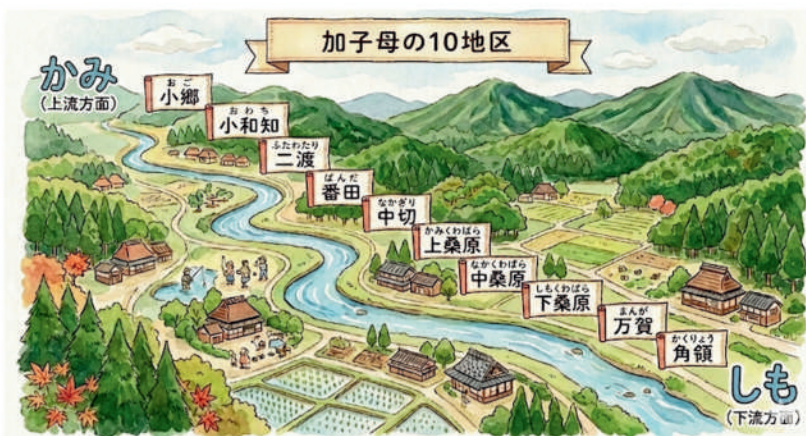 加子母の10地区
かみ
(上流方面)
おご
小郷
おわち
小和知
ふたわたり
二渡
ばんだ
番田
なかぎり
中切
かみくわばら
上桑原
なかくわばら
中桑原
しもくわばら
下桑原
まんが
万賀
かくりょう
角領
しも
(下流方面)